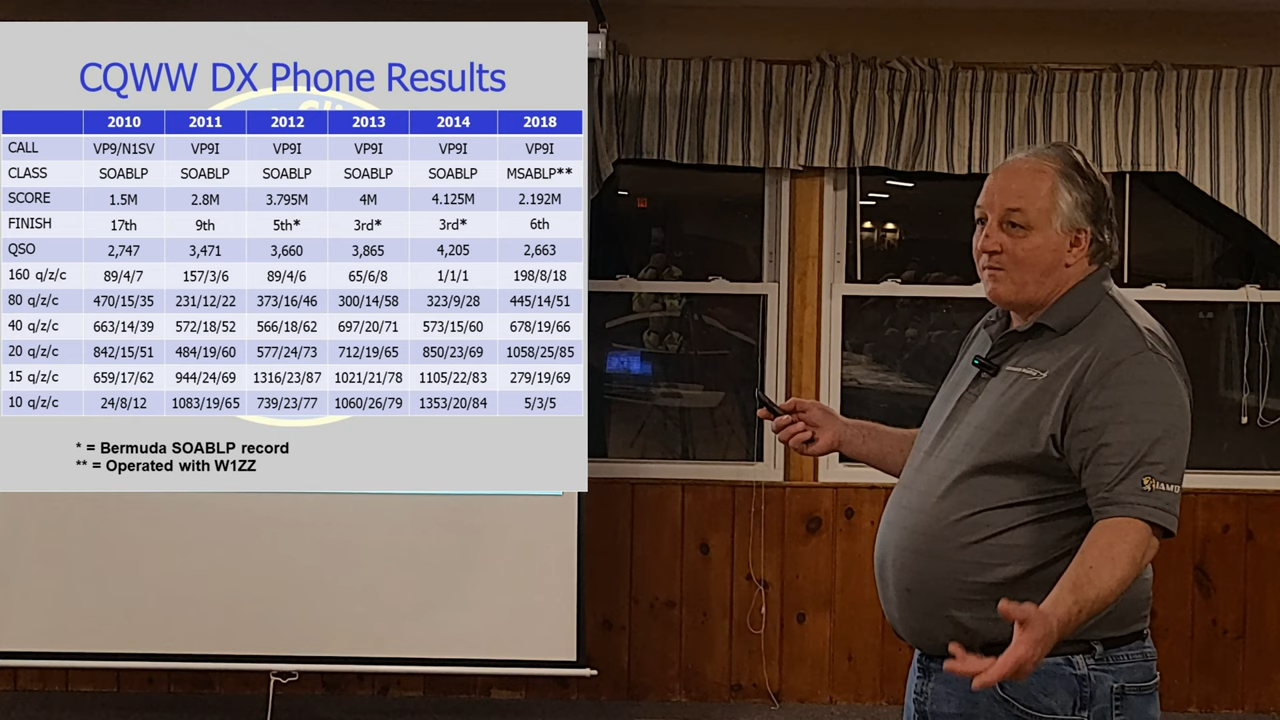 CQWW DX Phone Results
2010 2011 2012 2013 2014 2018
CALL VP9/N1SV VP9I VP9I VP9I VP9I VP9I
CLASS SOABLP SOABLP SOABLP SOABLP SOABLP MSABLP**
SCORE 1.5M 2.8M 3.795M 4M 4.125M 2.192M
FINISH 17th 9th 5th* 3rd* 3rd* 6th
QSO 2,747 3,471 3,660 3,865 4,205 2,663
160 q/z/c 89/4/7 157/3/6 89/4/6 65/6/8 1/1/1 198/8/18
80 q/z/c 470/15/35 231/12/22 373/16/46 300/14/58 323/9/28 445/14/51
40 q/z/c 663/14/39 572/18/52 566/18/62 697/20/71 573/15/60 678/19/66
20 q/z/c 842/15/51 484/19/60 577/24/73 712/19/65 850/23/69 1058/25/85
15 q/z/c 659/17/62 944/24/69 1316/23/87 1021/21/78 1105/22/83 279/19/69
10 q/z/c 24/8/12 1083/19/65 739/23/77 1060/26/79 1353/20/84 5/3/5
* = Bermuda SOABLP record
** = Operated with W1ZZ